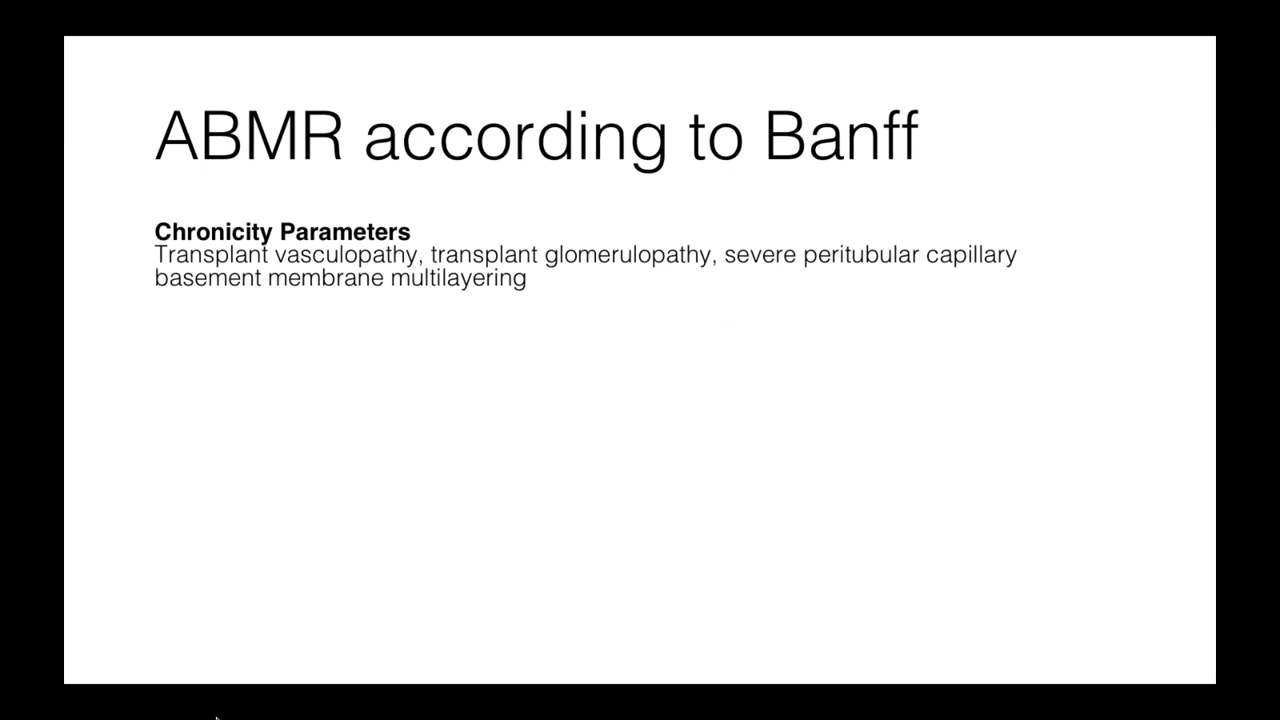 ABMR according to Banff
Chronicity Parameters
Transplant vasculopathy, transplant glomerulopathy, severe peritubular capillary
basement membrane multilayering